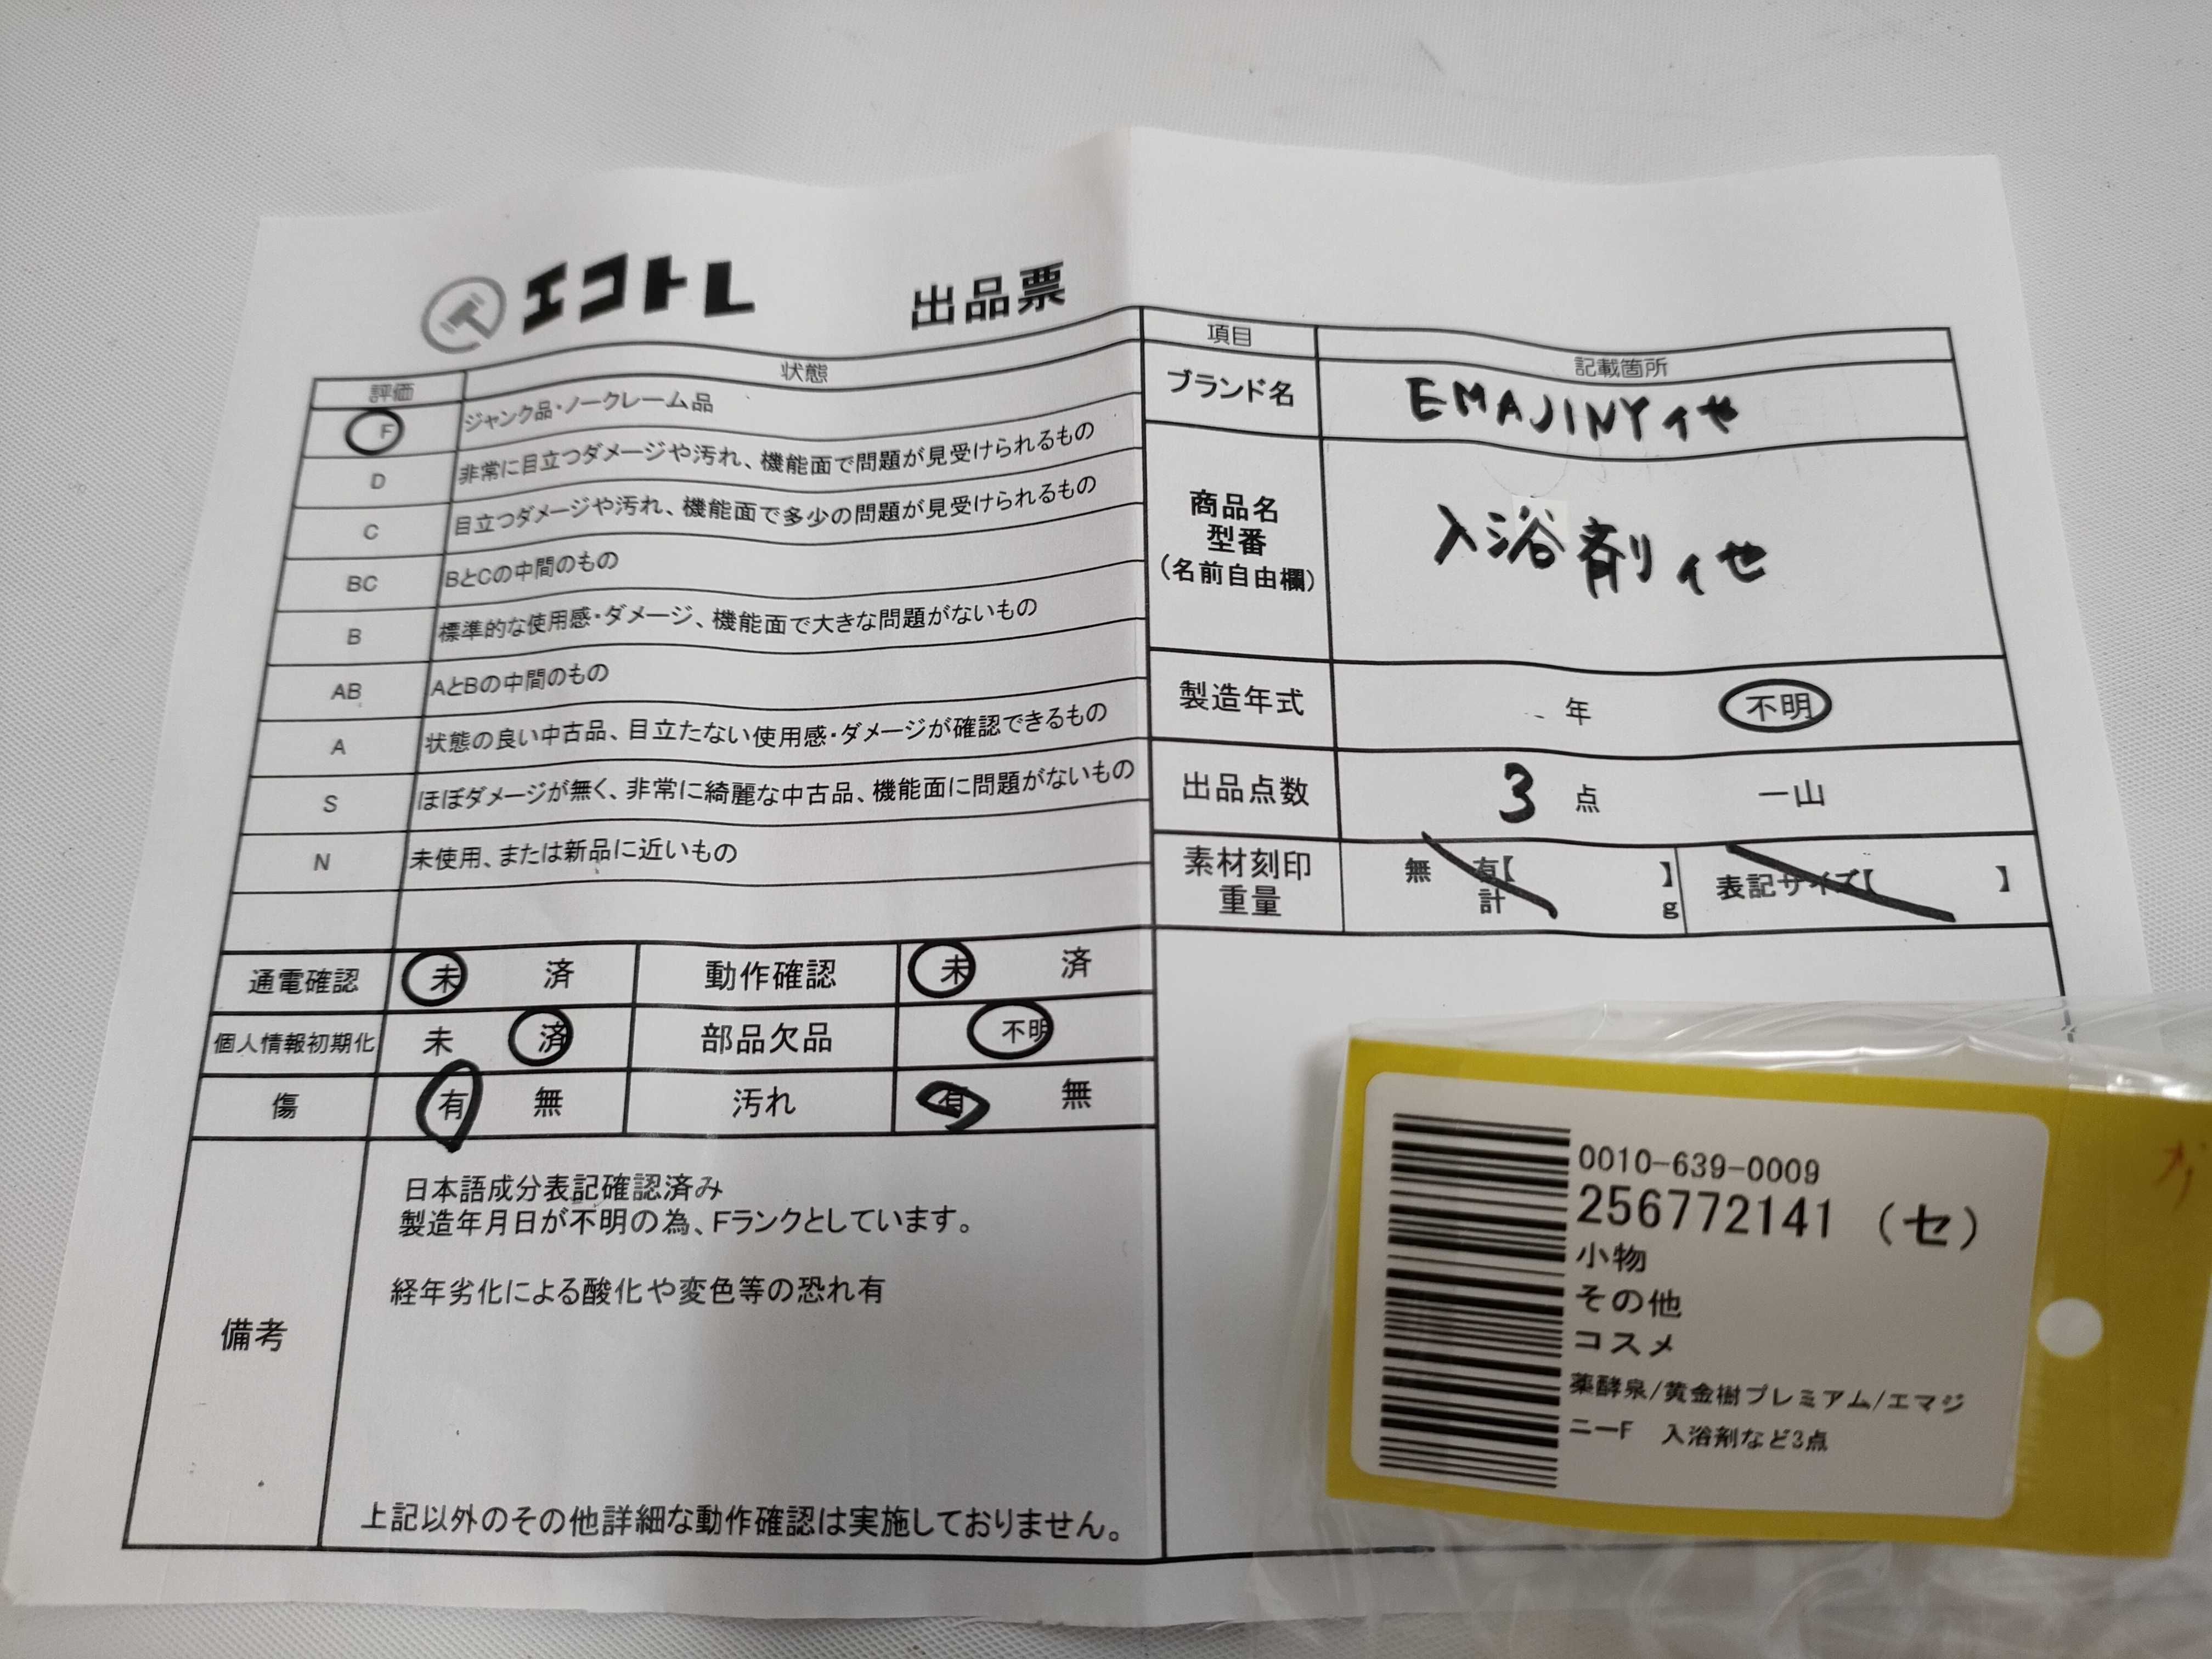 エコトレ 出品票
評価 状態
F ジャンク品・ノークレーム品
D 非常に目立つダメージや汚れ、機能面で問題が見受けられるもの
C 目立つダメージや汚れ、機能面で多少の問題が見受けられるもの
BC BとCの中間のもの
B 標準的な使用感・ダメージ、機能面で大きな問題がないもの
AB AとBの中間のもの
A 状態の良い中古品、目立たない使用感・ダメージが確認できるもの
S ほぼダメージが無く、非常に綺麗な中古品、機能面に問題がないもの
N 未使用、または新品に近いもの
通電確認 未 済 動作確認 未 済
個人情報初期化 未 済 部品欠品 不明
傷 有 無 汚れ 有 無
備考
日本語成分表記確認済み
製造年月日が不明の為、Fランクとしています。
経年劣化による酸化や変色等の恐れ有
上記以外のその他詳細な動作確認は実施しておりません。
項目 記載箇所
ブランド名 EMAJINY イセ
商品名
型番
(名前自由欄)
入浴剤 イセ
製造年式 年 不明
出品点数 3 点 一山
素材刻印 無 有【 】 表記サイズ【 】
重量 計 g
0010-639-0009
256772141 (セ)
小物
その他
コスメ
薬酵泉/黄金樹プレミアム/エマジ
ニーF 入浴剤など3点